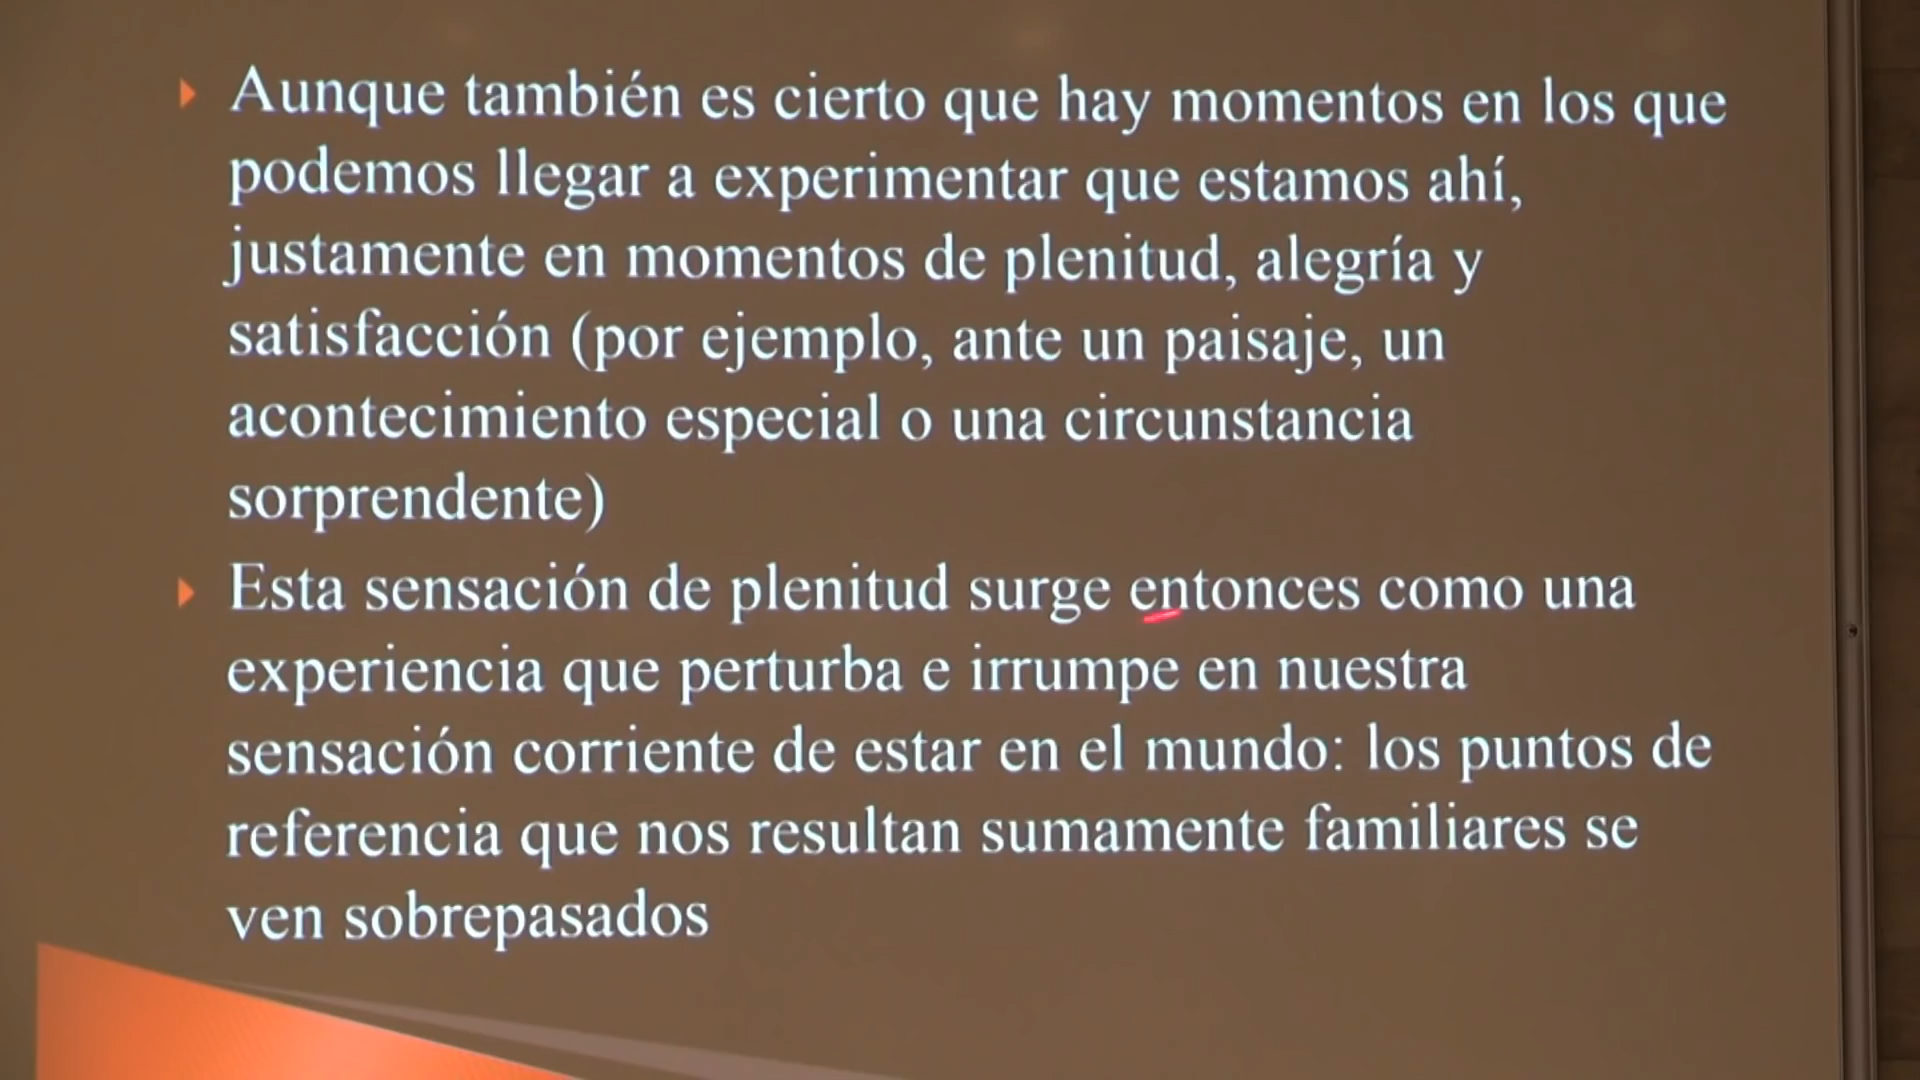 Aunque también es cierto que hay momentos en los que
podemos llegar a experimentar que estamos ahí,
justamente en momentos de plenitud, alegría y
satisfacción (por ejemplo, ante un paisaje, un
acontecimiento especial o una circunstancia
sorprendente)
Esta sensación de plenitud surge entonces como una
experiencia que perturba e irrumpe en nuestra
sensación corriente de estar en el mundo: los puntos de
referencia que nos resultan sumamente familiares se
ven sobrepasados